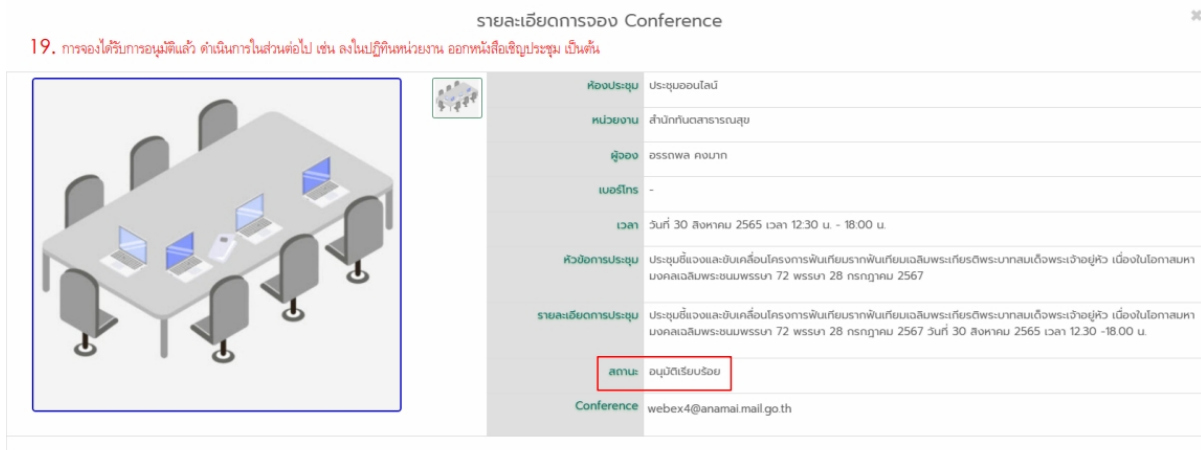 รายละเอียดการจอง Conference
19. การจองได้รับการอนุมัติแล้ว ดำเนินการในส่วนต่อไป เช่น ลงในปฏิทินหน่วยงาน ออกหนังสือเชิญประชุม เป็นต้น
ห้องประชุม ประชุมออนไลน์
หน่วยงาน สำนักทันตสาธารณสุข
ผู้จอง อรรถพล คงมาก
เบอร์โทร -
เวลา วันที่ 30 สิงหาคม 2565 เวลา 12:30 น. - 18:00 น.
หัวข้อการประชุม ประชุมชี้แจงและขับเคลื่อนโครงการฟันเทียมรากฟันเทียมเฉลิมพระเกียรติพระบาทสมเด็จพระเจ้าอยู่หัว เนื่องในโอกาสมหา
มงคลเฉลิมพระชนมพรรษา 72 พรรษา 28 กรกฎาคม 2567
รายละเอียดการประชุม ประชุมชี้แจงและขับเคลื่อนโครงการฟันเทียมรากฟันเทียมเฉลิมพระเกียรติพระบาทสมเด็จพระเจ้าอยู่หัว เนื่องในโอกาสมหา
มงคลเฉลิมพระชนมพรรษา 72 พรรษา 28 กรกฎาคม 2567 วันที่ 30 สิงหาคม 2565 เวลา 12.30 -18.00 น.
สถานะ อนุมัติเรียบร้อย
Conference webex4@anamai.mail.go.th